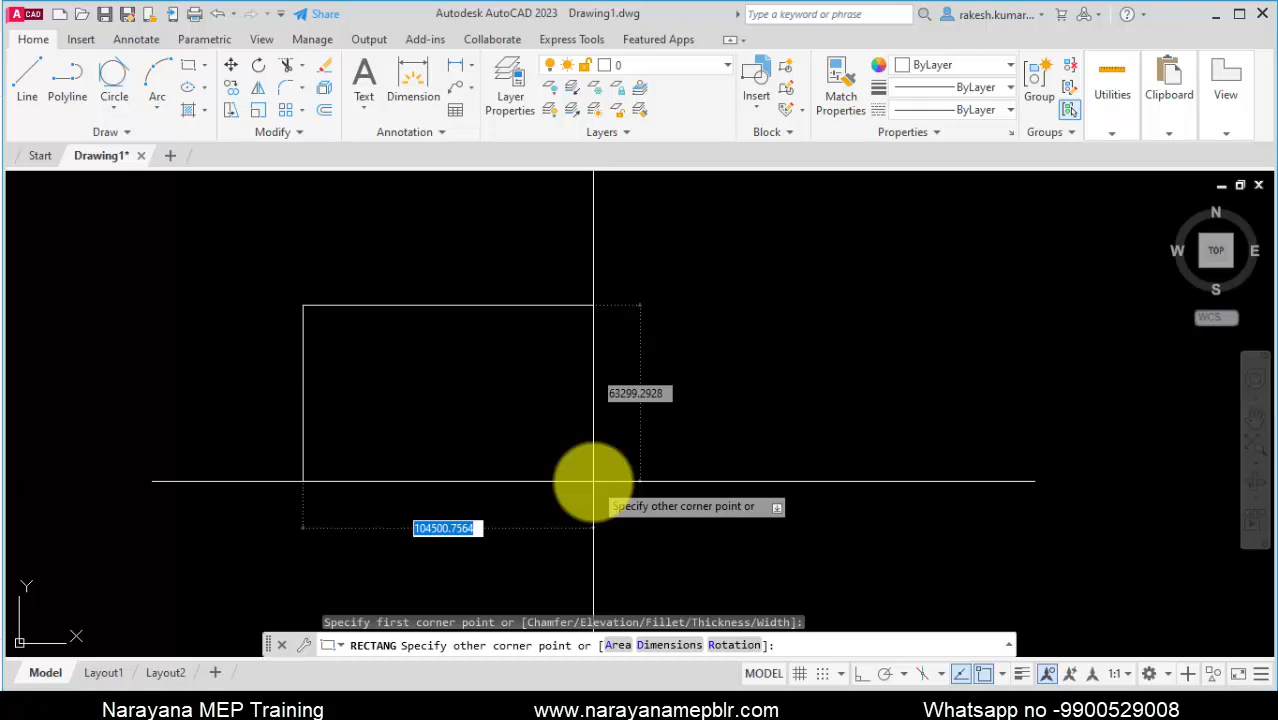 CAD
Share
Autodesk AutoCAD 2023 Drawing1.dwg
Type a keyword or phrase
rakesh.kumar...
Home Insert Annotate Parametric View Manage Output Add-ins Collaborate Express Tools Featured Apps
Line Polyline Circle Arc
Text Dimension
Layer Properties
0
Insert
Match Properties
ByLayer
ByLayer
ByLayer
Group
Utilities
Clipboard
View
Draw Modify Annotation Layers Block Properties Groups
Start Drawing1*
N
W TOP E
S
WCS
63299.2928
Specify other corner point or
104500.7564
Y
X
Specify first corner point or [Chamfer/Elevation/Fillet/Thickness/Width]:
RECTANG Specify other corner point or [Area Dimensions Rotation]:
Model Layout1 Layout2
MODEL 1:1
Narayana MEP Training www.narayanamepblr.com Whatsapp no -9900529008